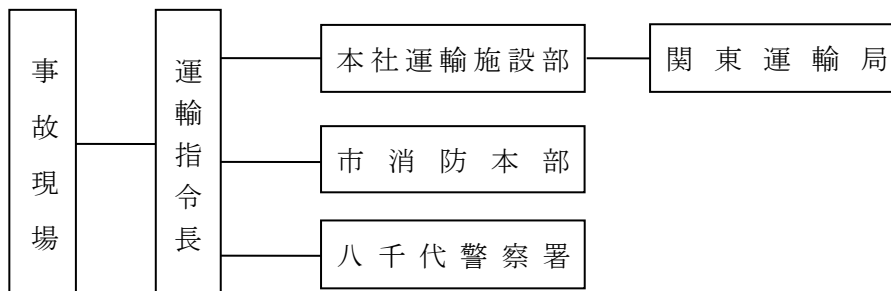 事故現場
運輸指令長
本社運輸施設部
関東運輸局
市消防本部
八千代警察署